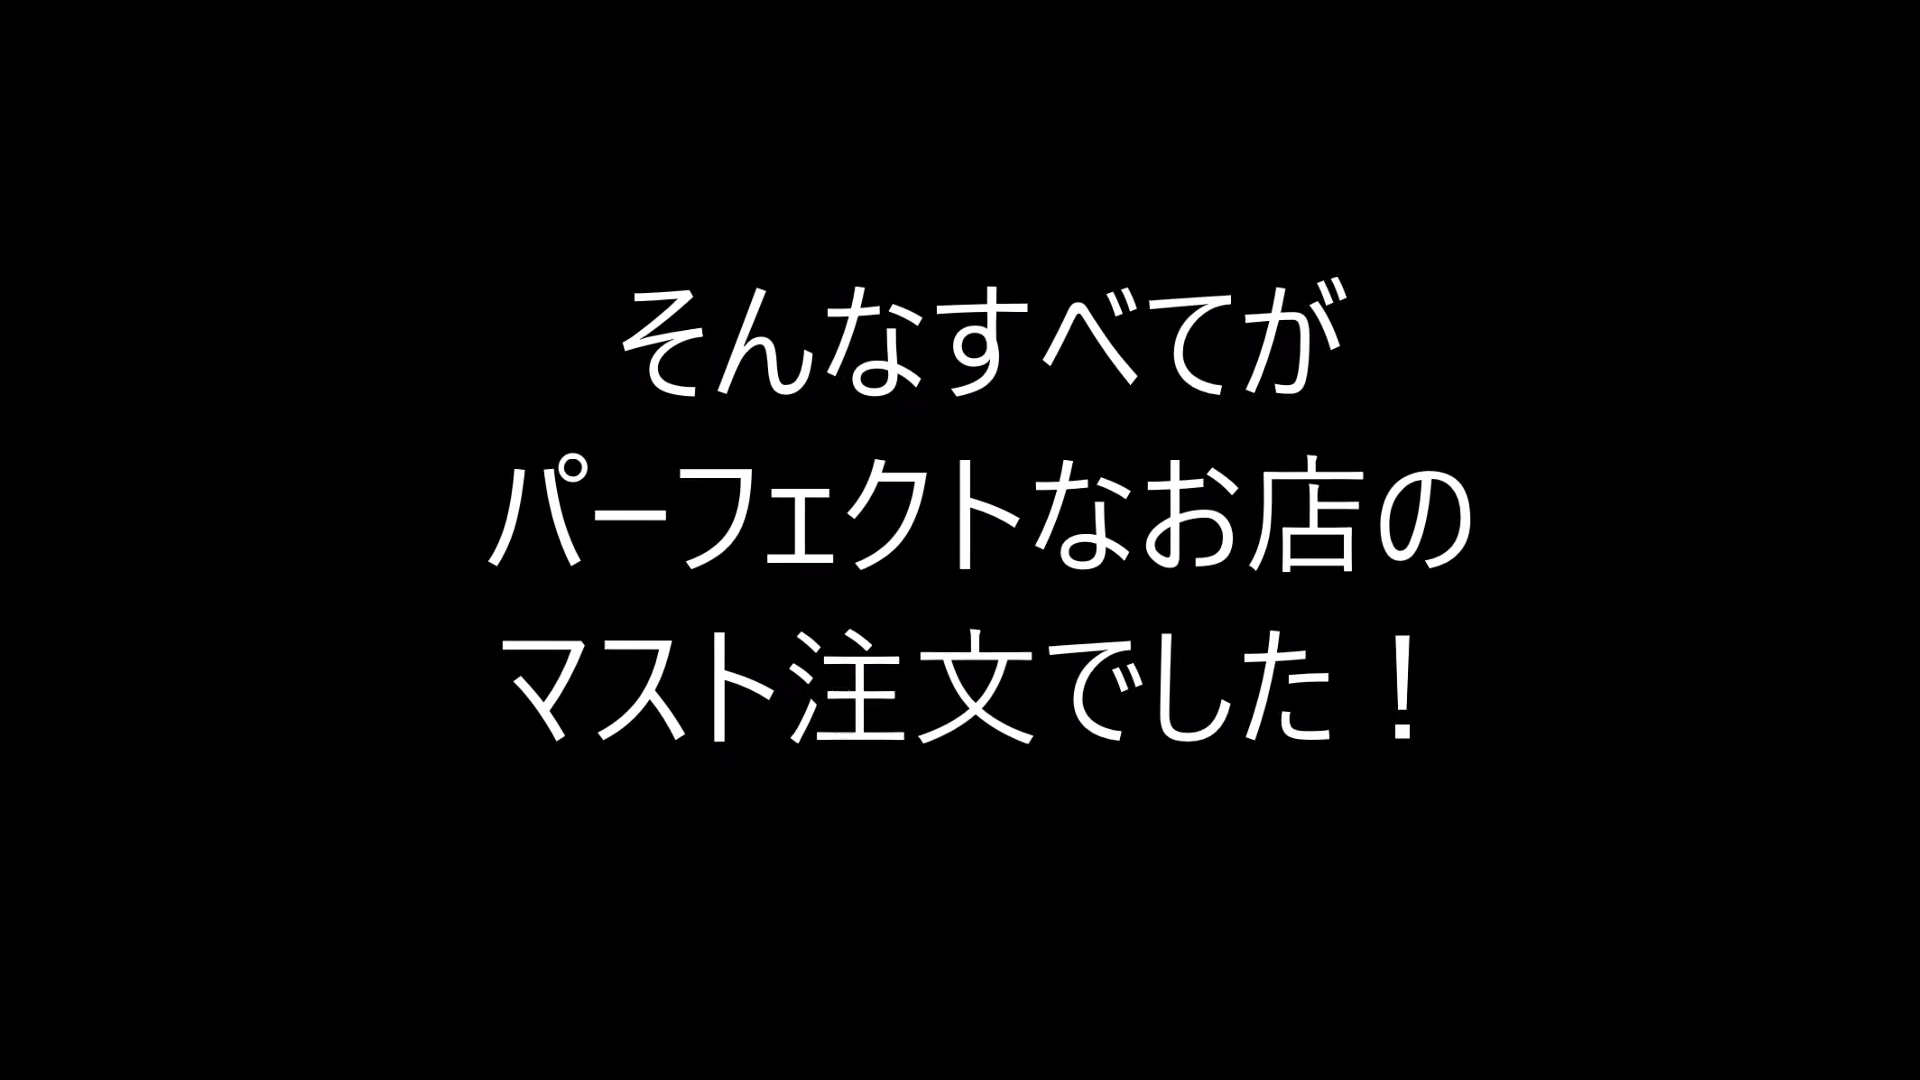 そんなすべてが
パーフェクトなお店の
マスト注文でした！